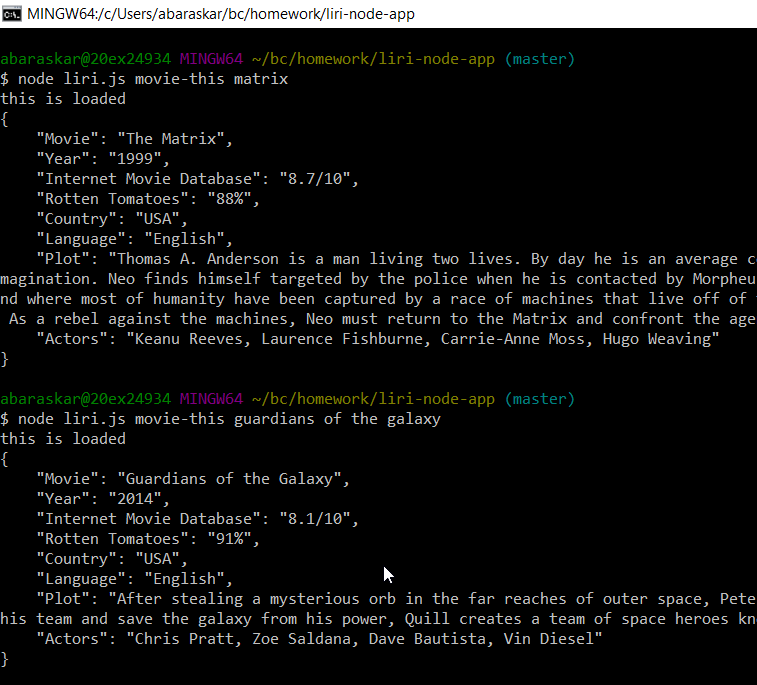 MINGW64:/c/Users/abaraskar/bc/homework/liri-node-app
abaraskar@20ex24934 MINGW64 ~/bc/homework/liri-node-app (master)
$ node liri.js movie-this matrix
this is loaded
{
    "Movie": "The Matrix",
    "Year": "1999",
    "Internet Movie Database": "8.7/10",
    "Rotten Tomatoes": "88%",
    "Country": "USA",
    "Language": "English",
    "Plot": "Thomas A. Anderson is a man living two lives. By day he is an average
magination. Neo finds himself targeted by the police when he is contacted by Morpheu
nd where most of humanity have been captured by a race of machines that live off of
 As a rebel against the machines, Neo must return to the Matrix and confront the age
    "Actors": "Keanu Reeves, Laurence Fishburne, Carrie-Anne Moss, Hugo Weaving"
}
abaraskar@20ex24934 MINGW64 ~/bc/homework/liri-node-app (master)
$ node liri.js movie-this guardians of the galaxy
this is loaded
{
    "Movie": "Guardians of the Galaxy",
    "Year": "2014",
    "Internet Movie Database": "8.1/10",
    "Rotten Tomatoes": "91%",
    "Country": "USA",
    "Language": "English",
    "Plot": "After stealing a mysterious orb in the far reaches of outer space, Pete
his team and save the galaxy from his power, Quill creates a team of space heroes kn
    "Actors": "Chris Pratt, Zoe Saldana, Dave Bautista, Vin Diesel"
}